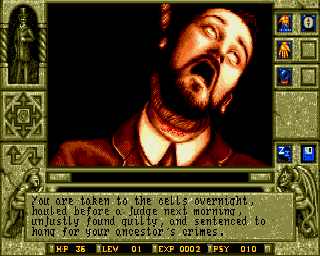 You are taken to the cells overnight,
hauled before a Judge next morning,
unjustly found guilty, and sentenced to
hang for your ancestor's crimes.
H·P 36 LEV 01 EXP 0002 PSY 010
Zz